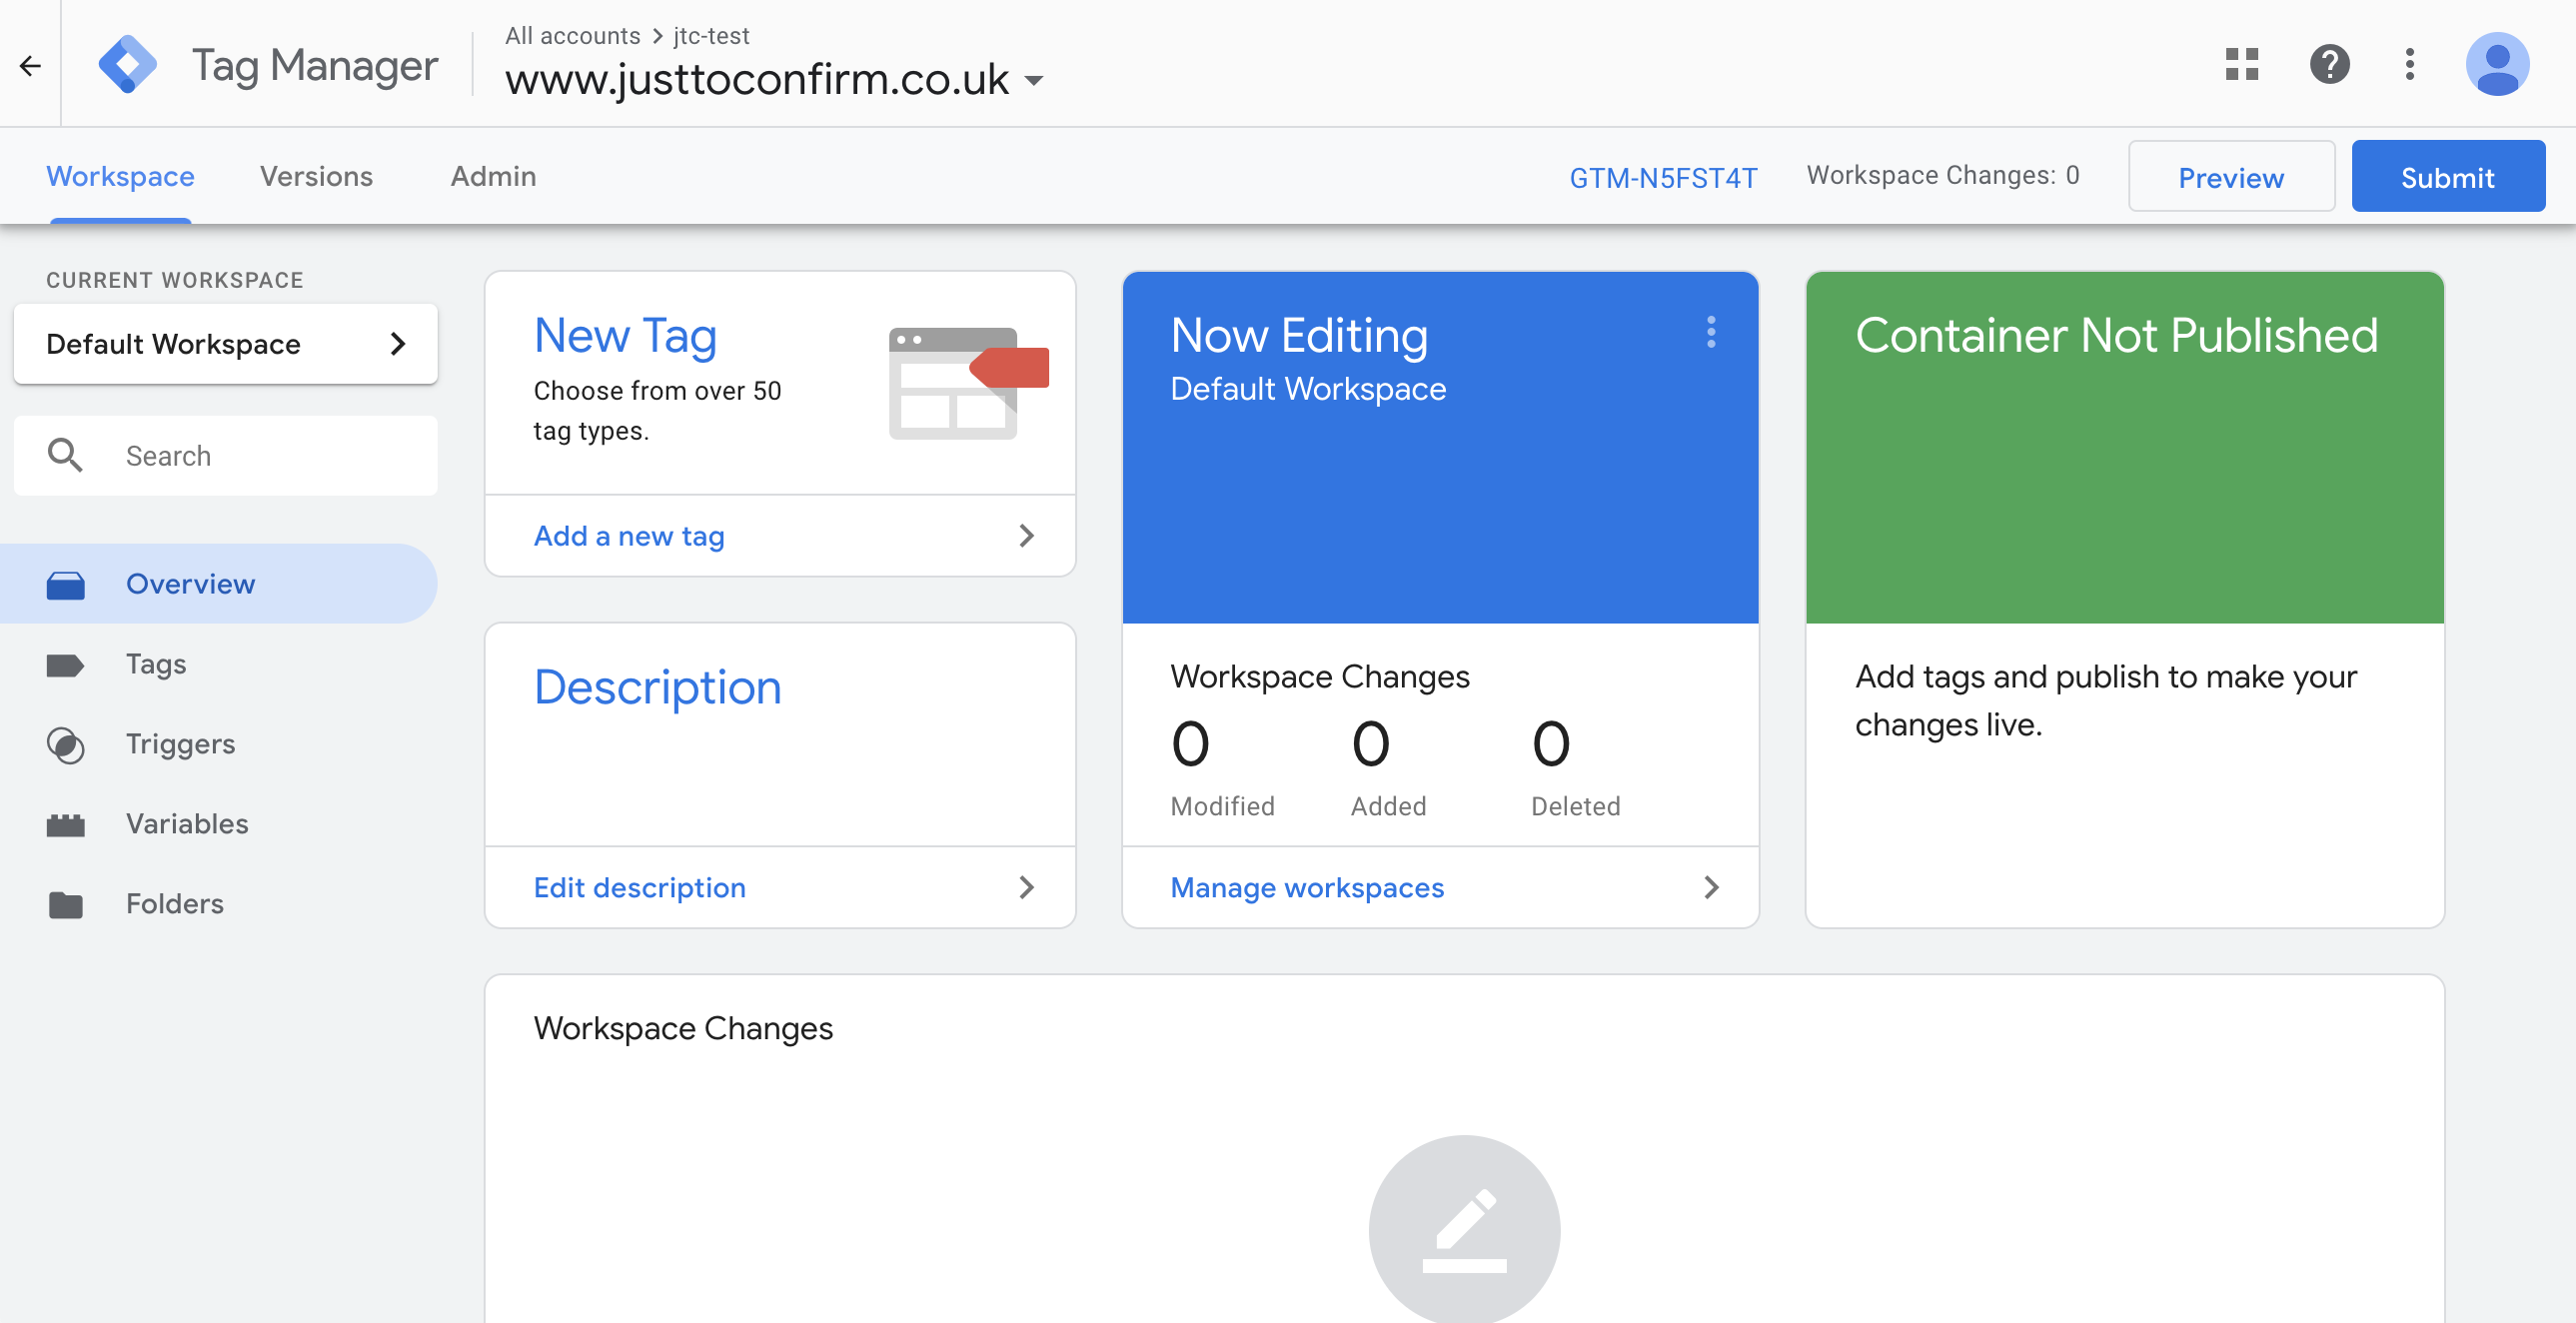 Tag Manager
All accounts > jtc-test
www.justtoconfirm.co.uk
Workspace
Versions
Admin
GTM-N5FST4T
Workspace Changes: 0
Preview
Submit
CURRENT WORKSPACE
Default Workspace
Search
Overview
Tags
Triggers
Variables
Folders
New Tag
Choose from over 50
tag types.
Add a new tag
Description
Edit description
Now Editing
Default Workspace
Workspace Changes
0 0 0
Modified Added Deleted
Manage workspaces
Container Not Published
Add tags and publish to make your
changes live.
Workspace Changes